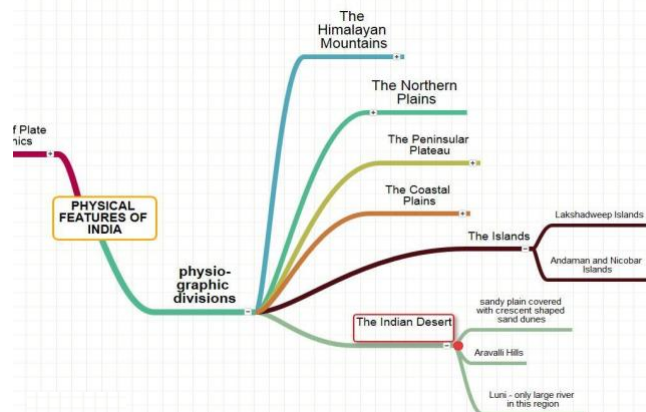 The
Himalayan
Mountains
The Northern
Plains
f Plate
nics
The Peninsular
Plateau
The Coastal
Plains
PHYSICAL
FEATURES OF
INDIA
Lakshadweep Islands
The Islands
Andaman and Nicobar
Islands
physio-
graphic
divisions
sandy plain covered
with crescent shaped
sand dunes
The Indian Desert
Aravalli Hills
Luni - only large river
in this region